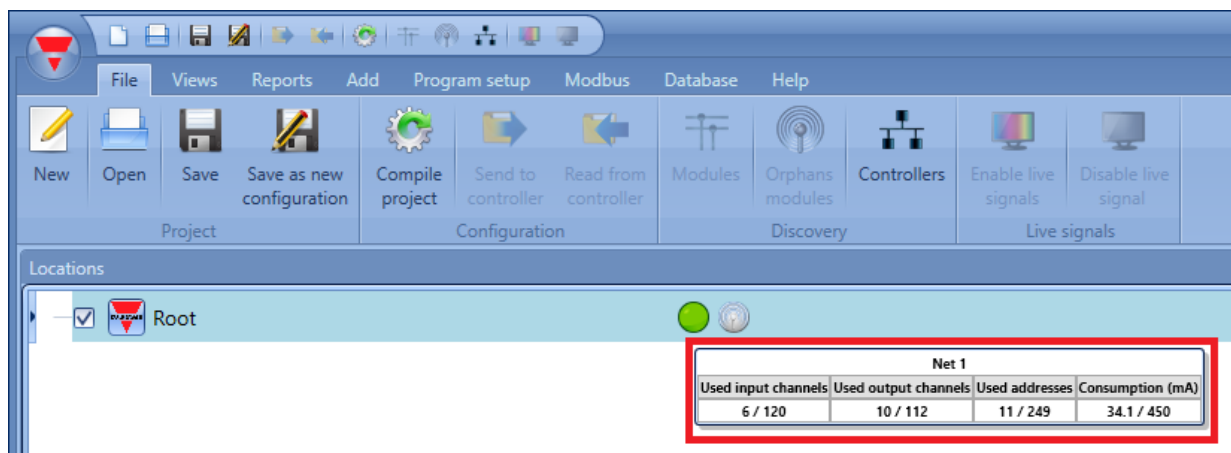 File Views Reports Add Program setup Modbus Database Help
New Open Save Save as new configuration Compile project Send to controller Read from controller Modules Orphans modules Controllers Enable live signals Disable live signal
Project Configuration Discovery Live signals
Locations
Root
Net 1
Used input channels Used output channels Used addresses Consumption (mA)
6 / 120 10 / 112 11 / 249 34.1 / 450